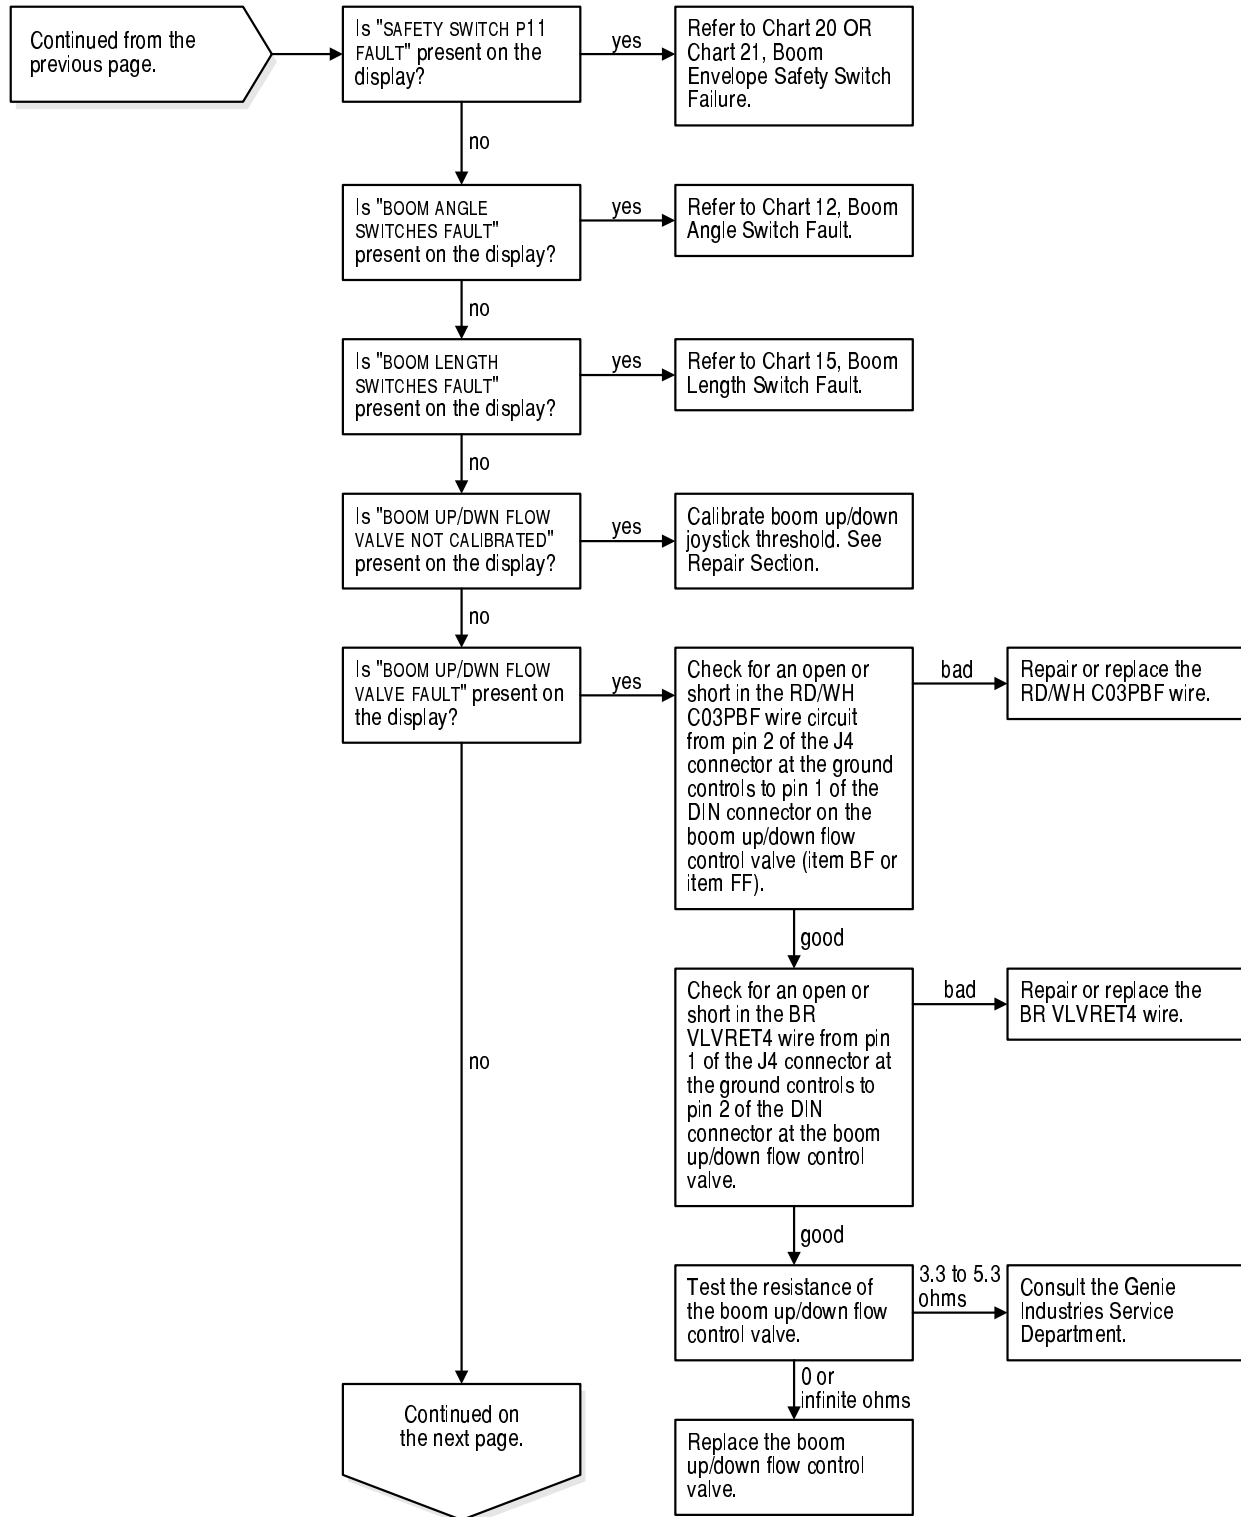 Continued from the
previous page.
Is "SAFETY SWITCH P11
FAULT" present on the
display?
yes
Refer to Chart 20 OR
Chart 21, Boom
Envelope Safety Switch
Failure.
no
Is "BOOM ANGLE
SWITCHES FAULT"
present on the display?
yes
Refer to Chart 12, Boom
Angle Switch Fault.
no
Is "BOOM LENGTH
SWITCHES FAULT"
present on the display?
yes
Refer to Chart 15, Boom
Length Switch Fault.
no
Is "BOOM UP/DWN FLOW
VALVE NOT CALIBRATED"
present on the display?
yes
Calibrate boom up/down
joystick threshold. See
Repair Section.
no
Is "BOOM UP/DWN FLOW
VALVE FAULT" present on
the display?
yes
Check for an open or
short in the RD/WH
C03PBF wire circuit
from pin 2 of the J4
connector at the ground
controls to pin 1 of the
DIN connector on the
boom up/down flow
control valve (item BF or
item FF).
bad
Repair or replace the
RD/WH C03PBF wire.
good
Check for an open or
short in the BR
VLVRET4 wire from pin
1 of the J4 connector at
the ground controls to
pin 2 of the DIN
connector at the boom
up/down flow control
valve.
bad
Repair or replace the
BR VLVRET4 wire.
no
good
Test the resistance of
the boom up/down flow
control valve.
3.3 to 5.3
ohms
Consult the Genie
Industries Service
Department.
0 or
infinite ohms
Replace the boom
up/down flow control
valve.
Continued on
the next page.